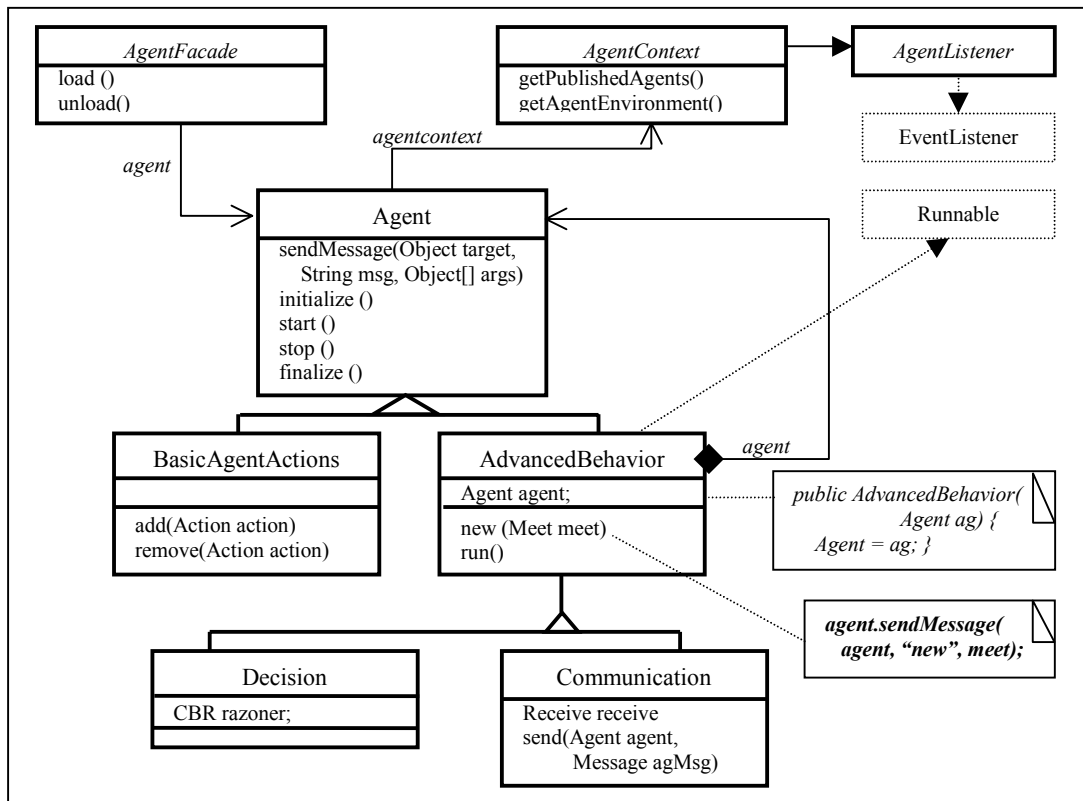 AgentFacade
load ()
unload()
AgentContext
getPublishedAgents()
getAgentEnvironment()
AgentListener
EventListener
Runnable
agent
agentcontext
Agent
sendMessage(Object target,
String msg, Object[] args)
initialize ()
start ()
stop ()
finalize ()
BasicAgentActions
add(Action action)
remove(Action action)
AdvancedBehavior
Agent agent;
new (Meet meet)
run()
agent
public AdvancedBehavior(
Agent ag) {
Agent = ag; }
agent.sendMessage(
agent, “new”, meet);
Decision
CBR razoner;
Communication
Receive receive
send(Agent agent,
Message agMsg)